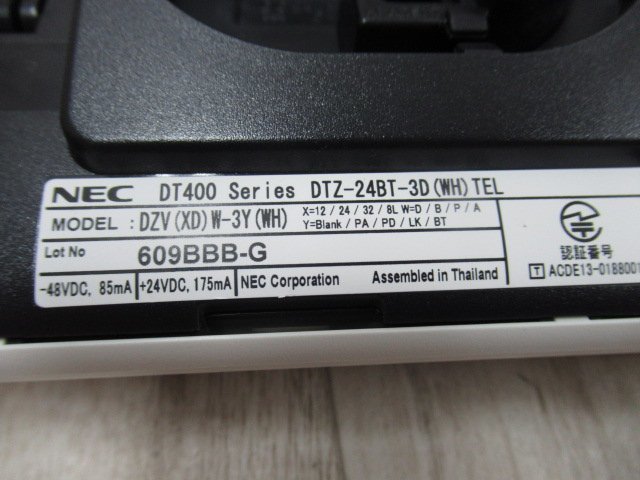 NEC DT400 Series DTZ-24BT-3D(WH)TEL
MODEL : DZV(XD)W-3Y(WH) X=12 / 24 / 32 / 8L W=D / B / P / A
Y=Blank / PA / PD / LK / BT
Lot No 609BBB-G
-48VDC, 85mA +24VDC, 175mA NEC Corporation Assembled in Thailand
認証番号
T ACDE13-0188001